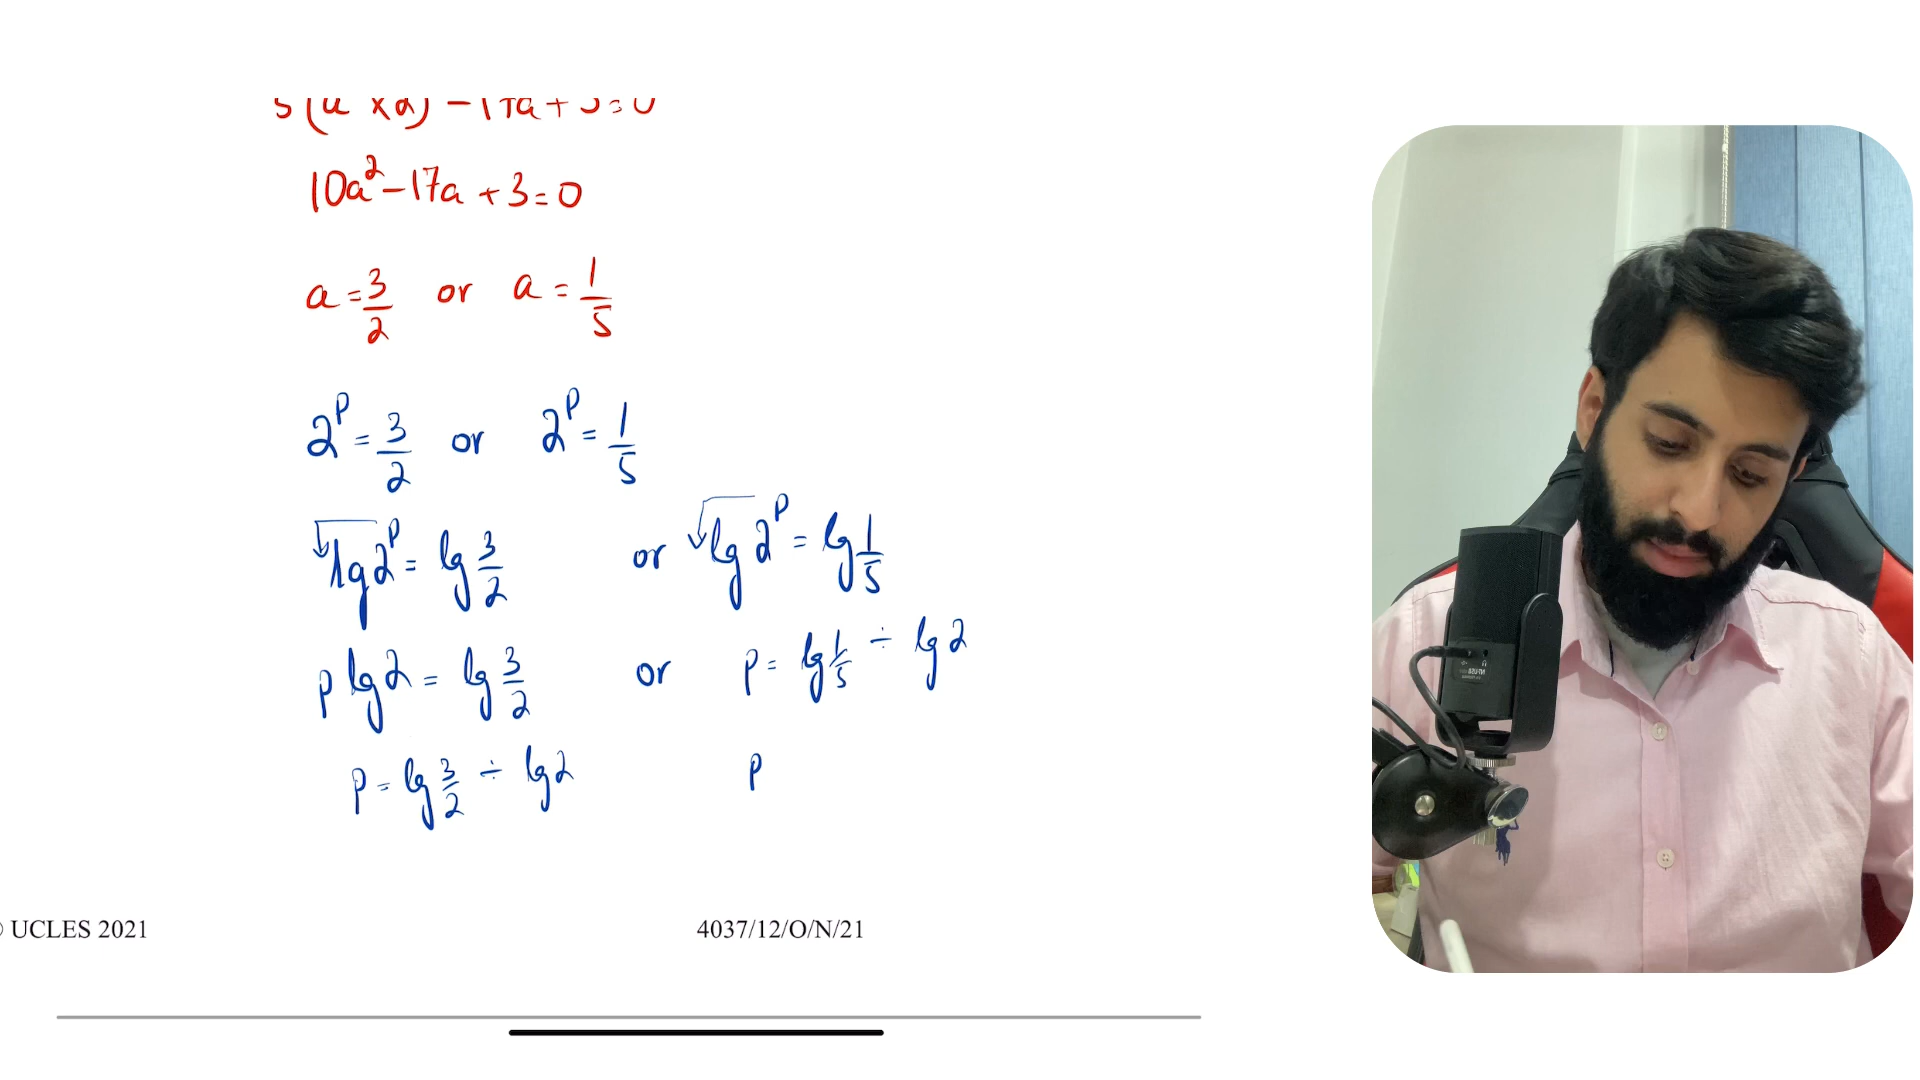 10a²-17a+3=0
a=3/2 or a=1/5
2^p=3/2 or 2^p=1/5
lg2^p=lg3/2 or lg2^p=lg1/5
p lg2=lg3/2 or p=lg1/5÷lg2
p=lg3/2÷lg2 p
UCLES 2021 4037/12/O/N/21